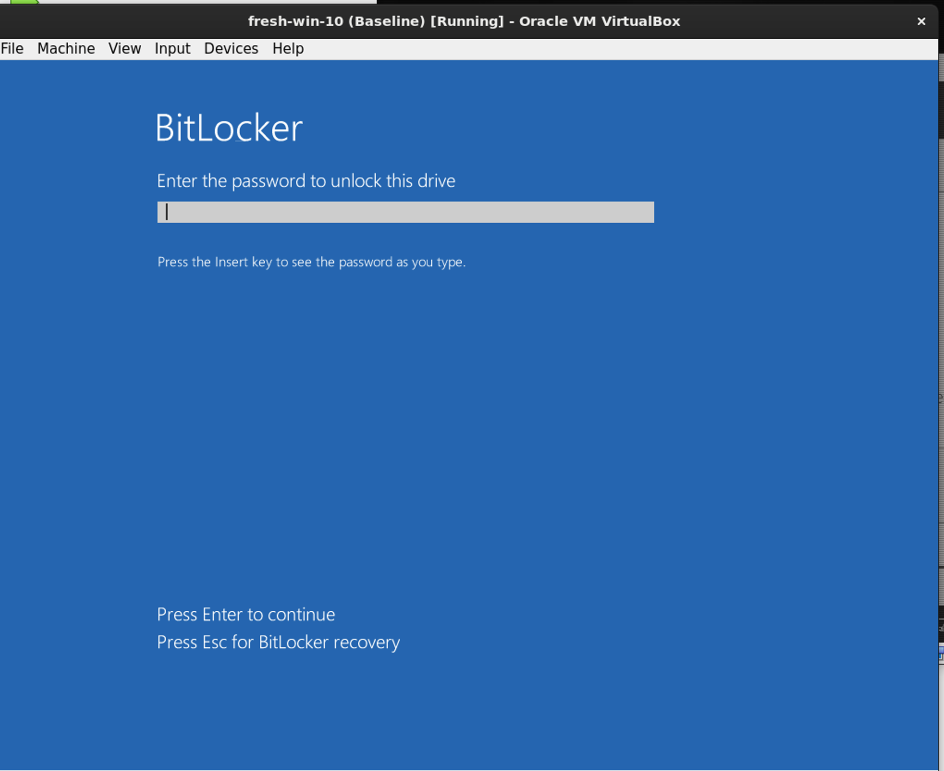 fresh-win-10 (Baseline) [Running] - Oracle VM VirtualBox
File Machine View Input Devices Help
BitLocker
Enter the password to unlock this drive
Press the Insert key to see the password as you type.
Press Enter to continue
Press Esc for BitLocker recovery